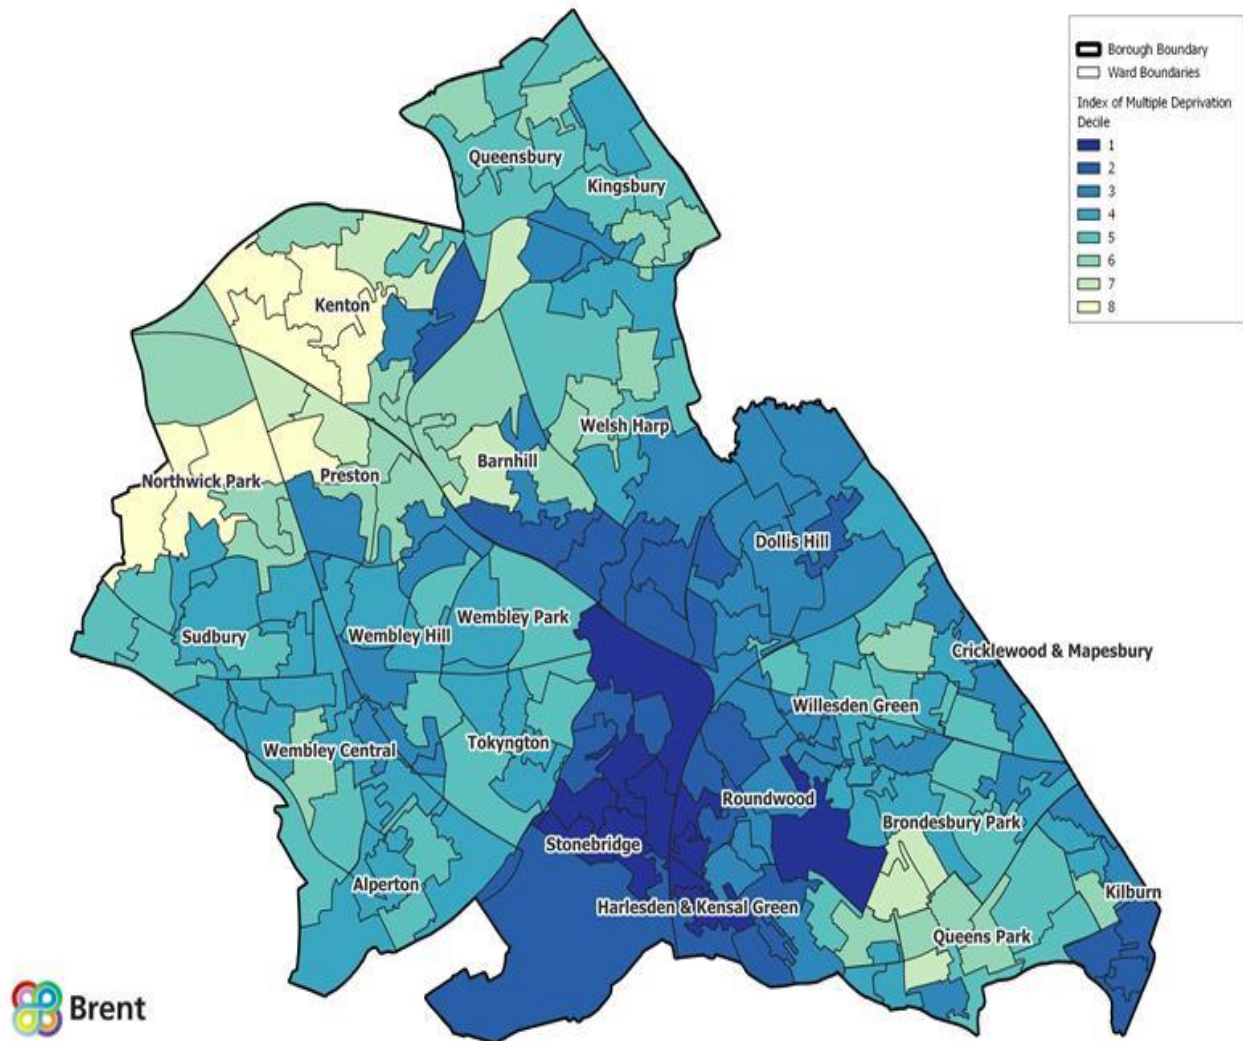 Borough Boundary
Ward Boundaries
Index of Multiple Deprivation
Decile
1
2
3
4
5
6
7
8
Queensbury
Kingsbury
Kenton
Welsh Harp
Barnhill
Preston
Northwick Park
Dollis Hill
Wembley Park
Wembley Hill
Sudbury
Cricklewood & Mapesbury
Willesden Green
Tokyngton
Wembley Central
Roundwood
Brondesbury Park
Stonebridge
Alperton
Kilburn
Harlesden & Kensal Green
Queens Park
Brent